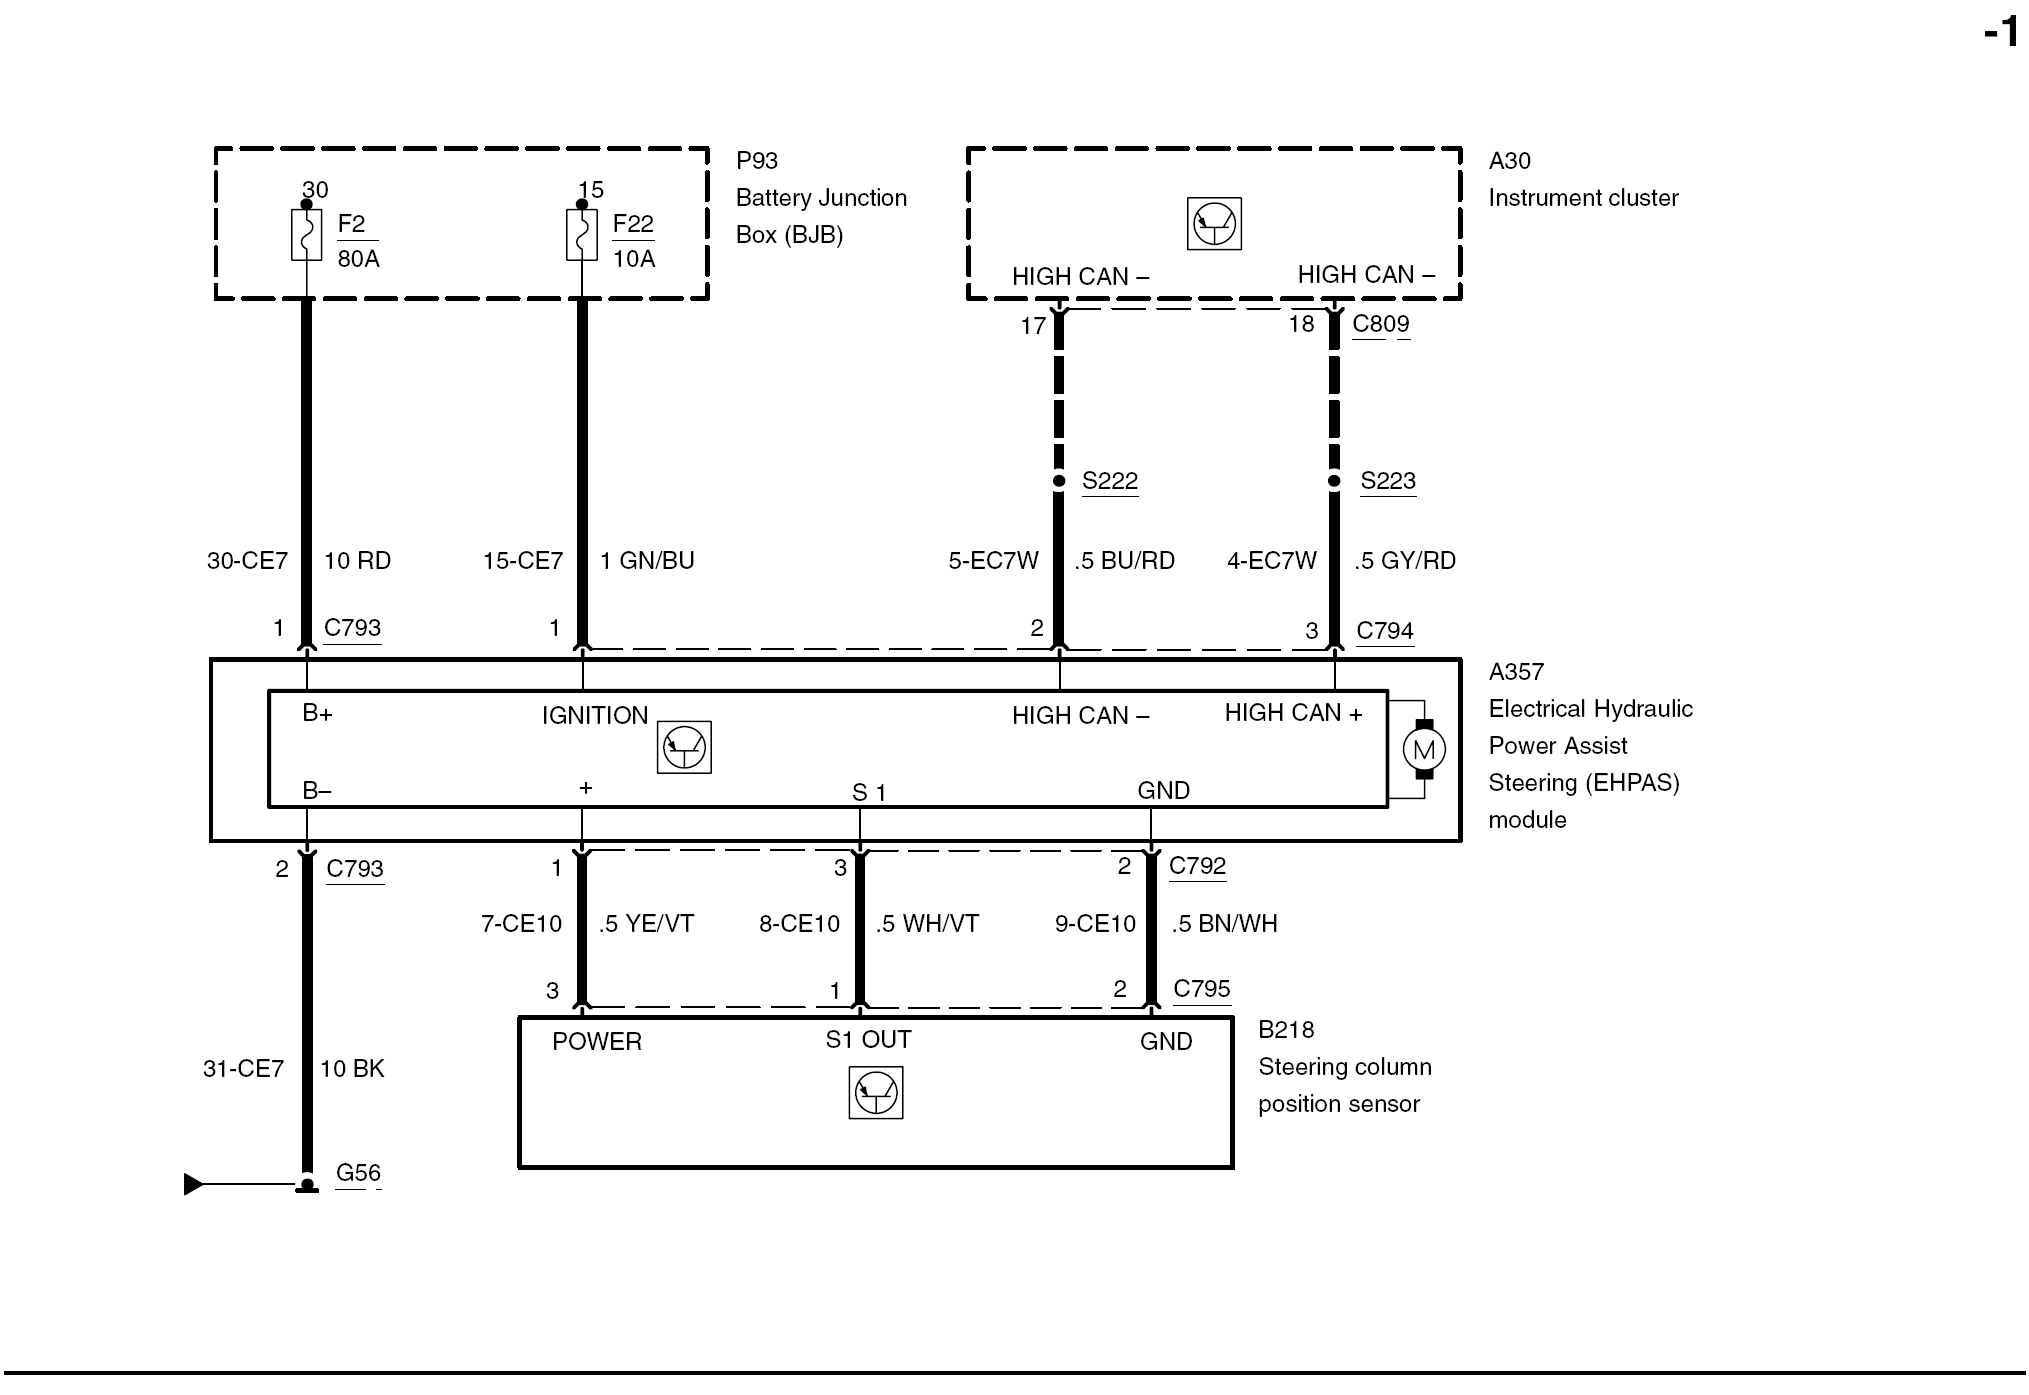 -1
P93
Battery Junction
Box (BJB)
30
F2
80A
15
F22
10A
A30
Instrument cluster
HIGH CAN –
HIGH CAN –
17
18
C809
S222
S223
30-CE7
10 RD
15-CE7
1 GN/BU
5-EC7W
.5 BU/RD
4-EC7W
.5 GY/RD
1
C793
1
2
3
C794
A357
Electrical Hydraulic
Power Assist
Steering (EHPAS)
module
B+
IGNITION
HIGH CAN –
HIGH CAN +
M
B–
+
S 1
GND
2
C793
1
3
2
C792
7-CE10
.5 YE/VT
8-CE10
.5 WH/VT
9-CE10
.5 BN/WH
3
1
2
C795
POWER
S1 OUT
GND
B218
Steering column
position sensor
31-CE7
10 BK
G56